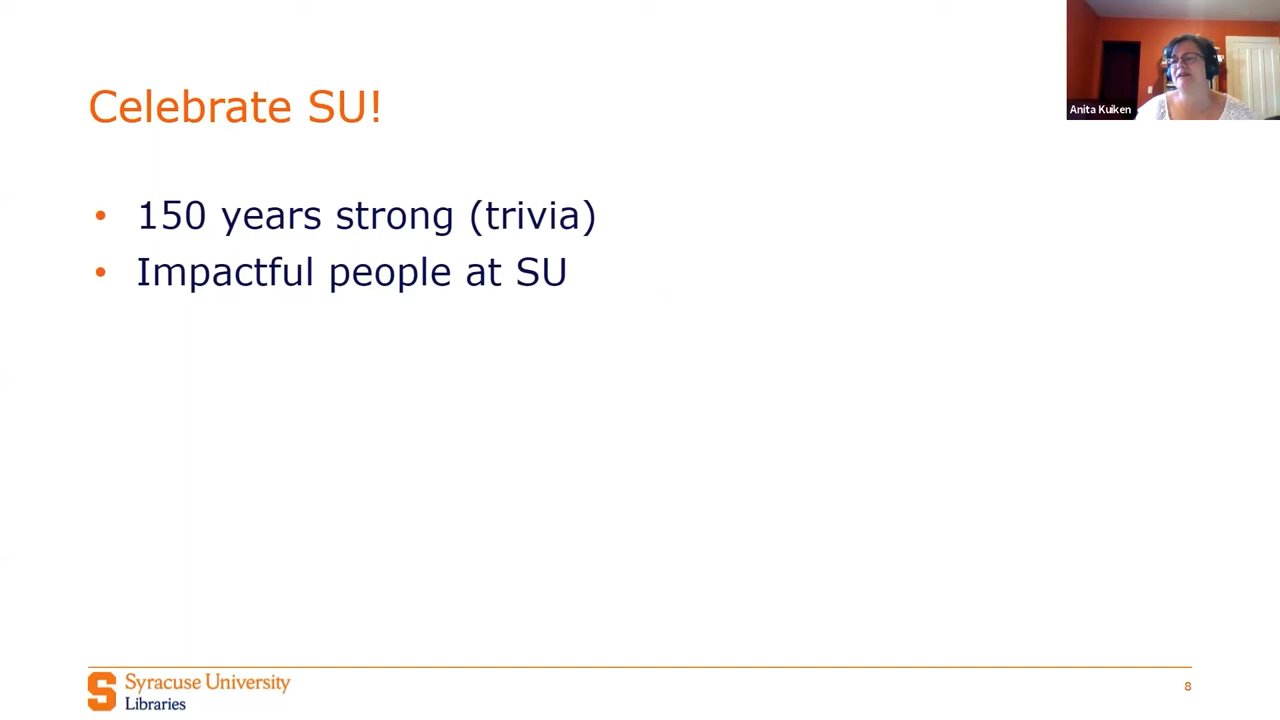 Celebrate SU!
Anita Kuiken
• 150 years strong (trivia)
• Impactful people at SU
S Syracuse University
Libraries
8